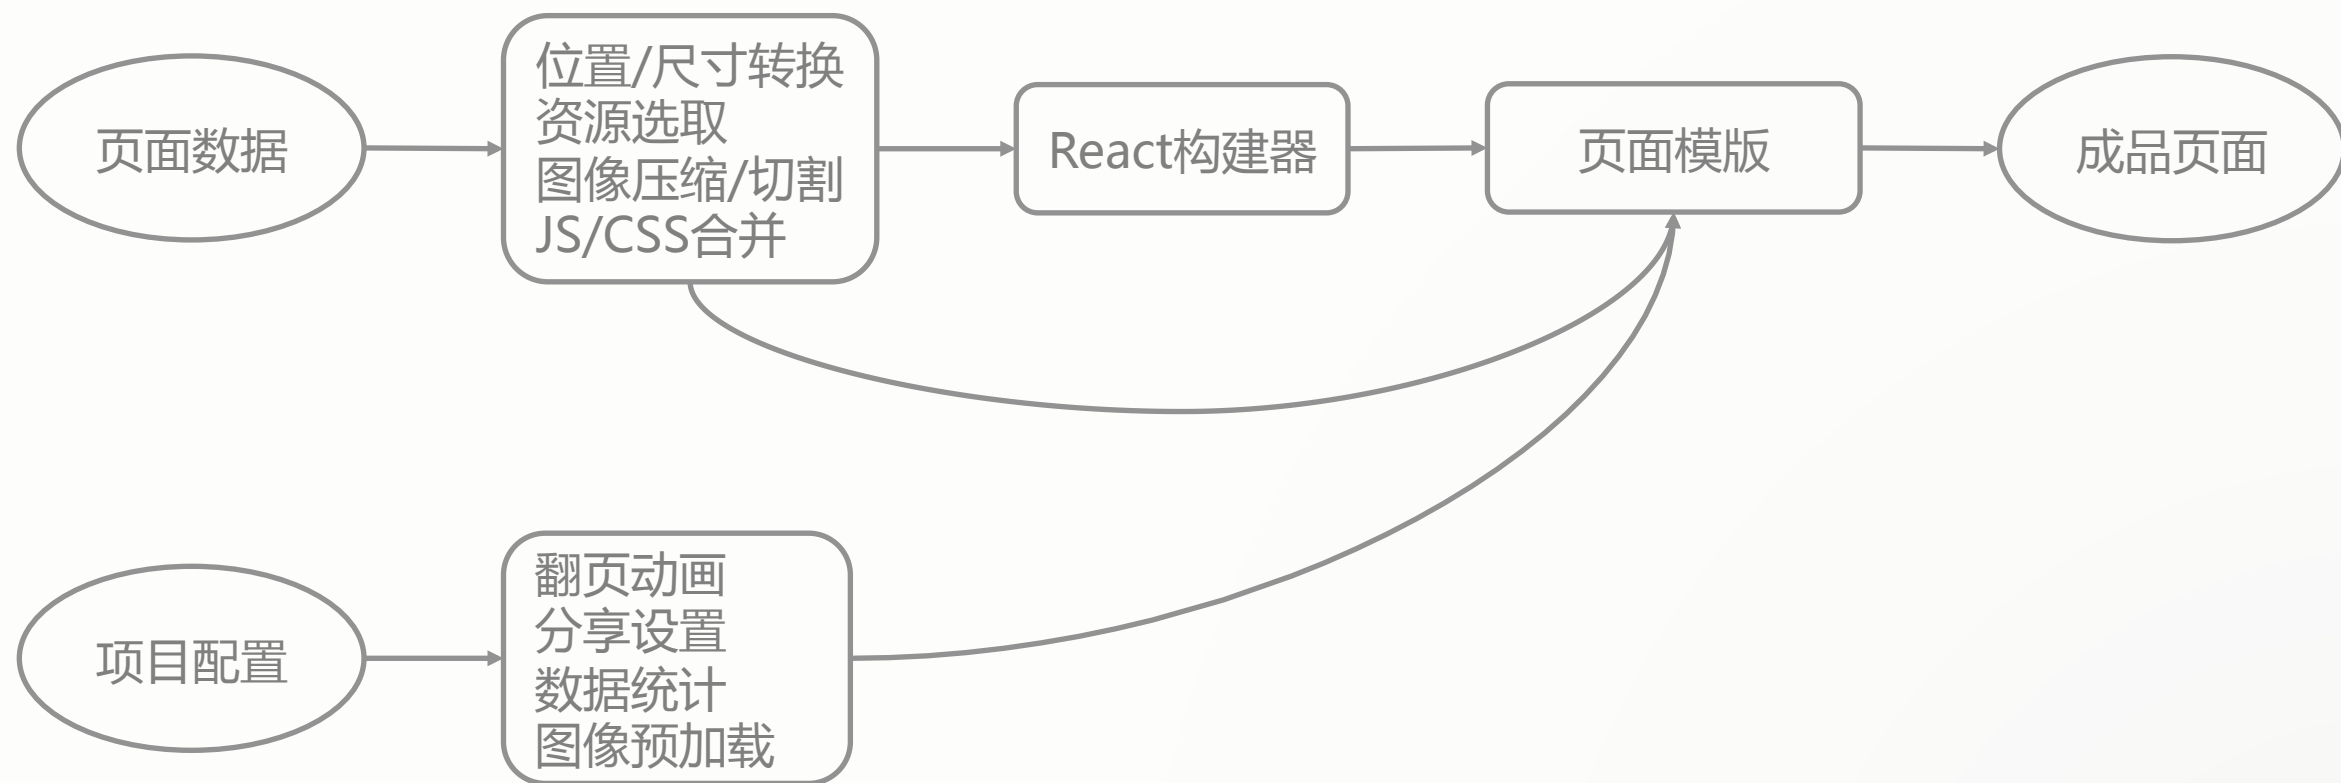 页面数据
位置/尺寸转换
资源选取
图像压缩/切割
JS/CSS合并
React构建器
页面模版
成品页面
项目配置
翻页动画
分享设置
数据统计
图像预加载